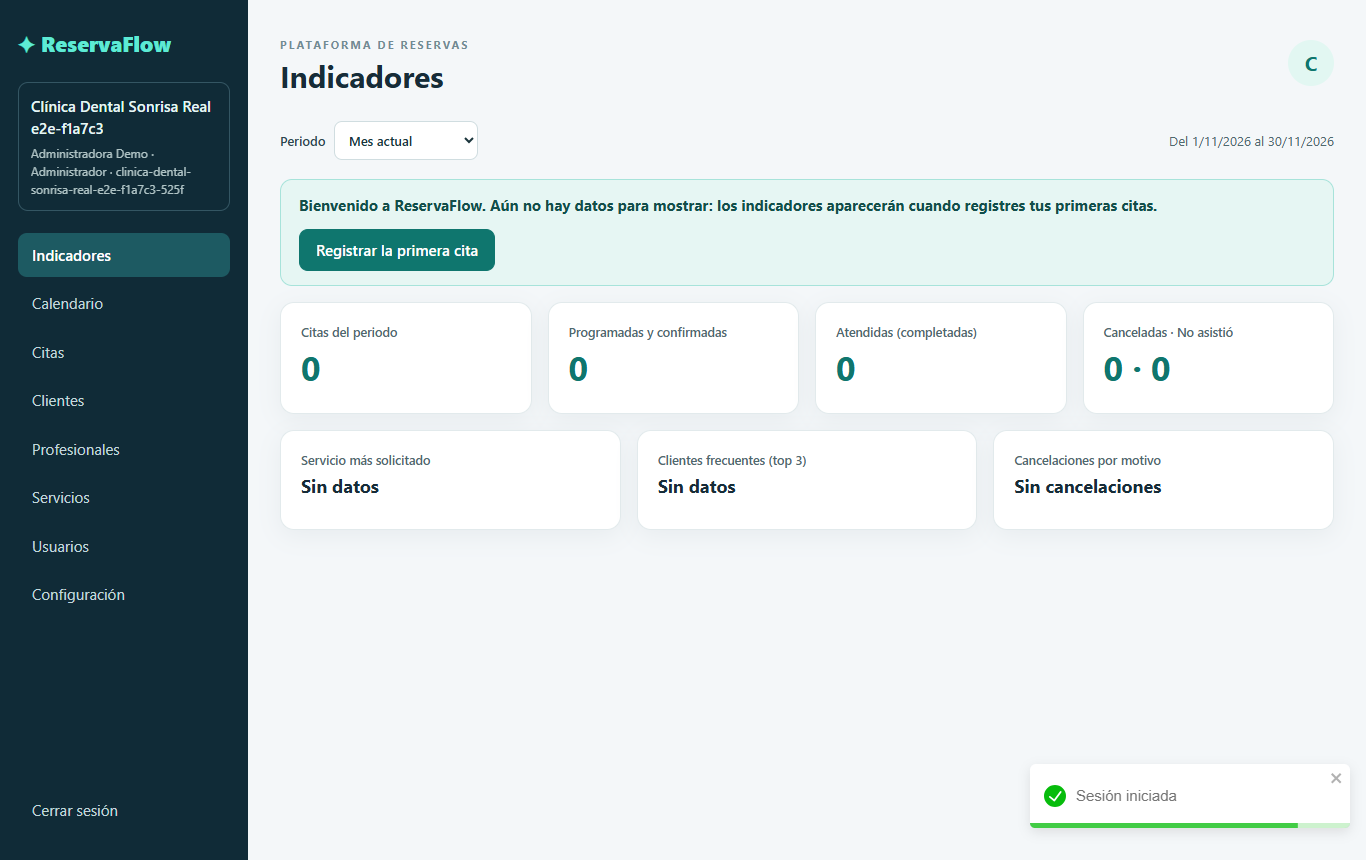 ✦ ReservaFlow
Clínica Dental Sonrisa Real
e2e-f1a7c3
Administradora Demo ·
Administrador · clinica-dental-
sonrisa-real-e2e-f1a7c3-525f
Indicadores
Calendario
Citas
Clientes
Profesionales
Servicios
Usuarios
Configuración
Cerrar sesión
PLATAFORMA DE RESERVAS
Indicadores
C
Periodo
Mes actual
Del 1/11/2026 al 30/11/2026
Bienvenido a ReservaFlow. Aún no hay datos para mostrar: los indicadores aparecerán cuando registres tus primeras citas.
Registrar la primera cita
Citas del periodo
0
Programadas y confirmadas
0
Atendidas (completadas)
0
Canceladas · No asistió
0 · 0
Servicio más solicitado
Sin datos
Clientes frecuentes (top 3)
Sin datos
Cancelaciones por motivo
Sin cancelaciones
Sesión iniciada